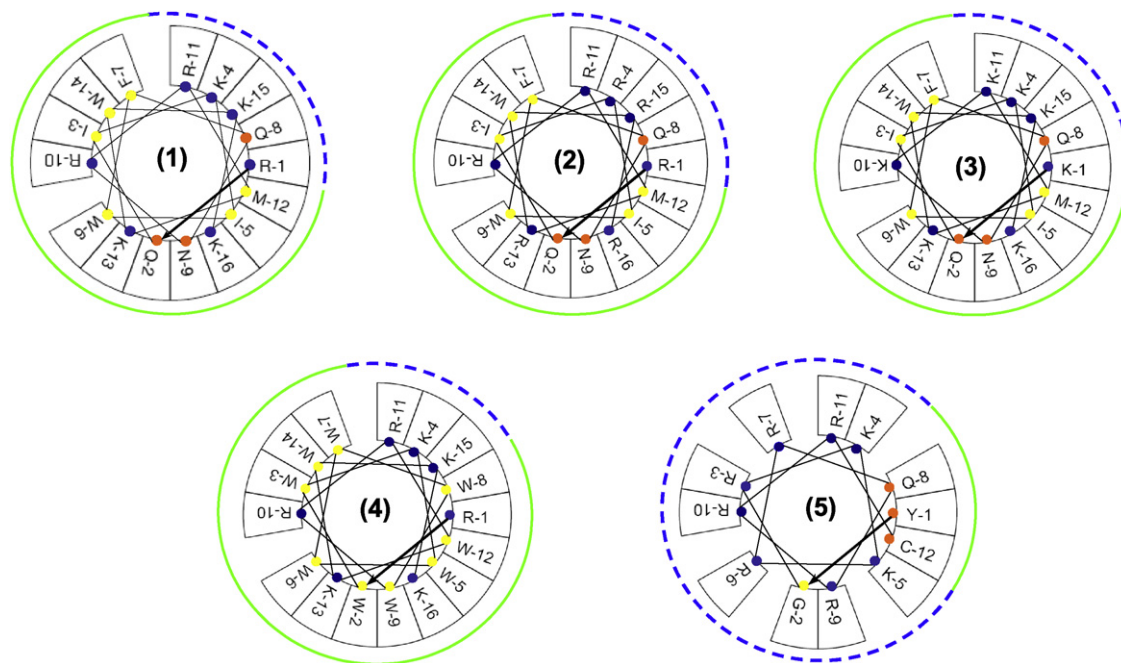 R-11
K-4
K-15
Q-8
R-1
M-12
I-5
K-16
N-9
Q-2
K-13
W-6
R-10
I-3
W-14
F-7
(1)
R-11
R-4
R-15
Q-8
R-1
M-12
I-5
R-16
N-9
Q-2
R-13
W-6
R-10
I-3
W-14
F-7
(2)
K-11
K-4
K-15
Q-8
K-1
M-12
I-5
K-16
N-9
Q-2
K-13
W-6
K-10
I-3
W-14
F-7
(3)
R-11
K-4
K-15
W-8
R-1
W-12
W-5
K-16
W-9
W-2
K-13
W-6
R-10
W-3
W-14
W-7
(4)
R-11
K-4
Q-8
Y-1
C-12
K-5
R-9
G-2
R-6
R-10
R-3
R-7
(5)